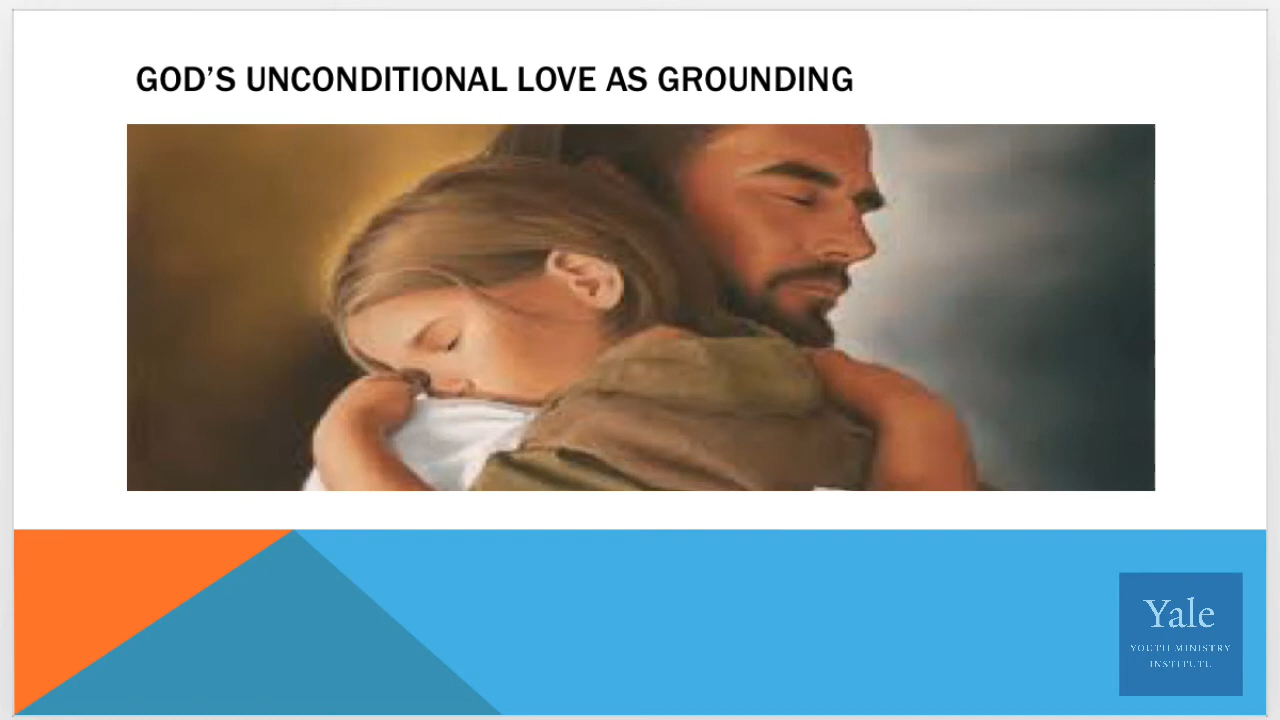 GOD’S UNCONDITIONAL LOVE AS GROUNDING
Yale
YOUTH MINISTRY
INSTITUTE